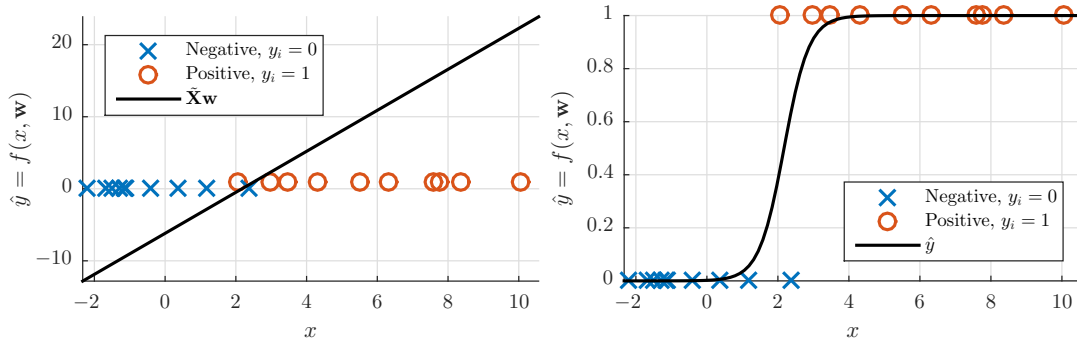 20
10
0
−10
−2
0
2
4
6
8
10
x
ŷ = f(x, w)
Negative, yᵢ = 0
Positive, yᵢ = 1
X̃w
1
0.8
0.6
0.4
0.2
0
−2
0
2
4
6
8
10
x
ŷ = f(x, w)
Negative, yᵢ = 0
Positive, yᵢ = 1
ŷ